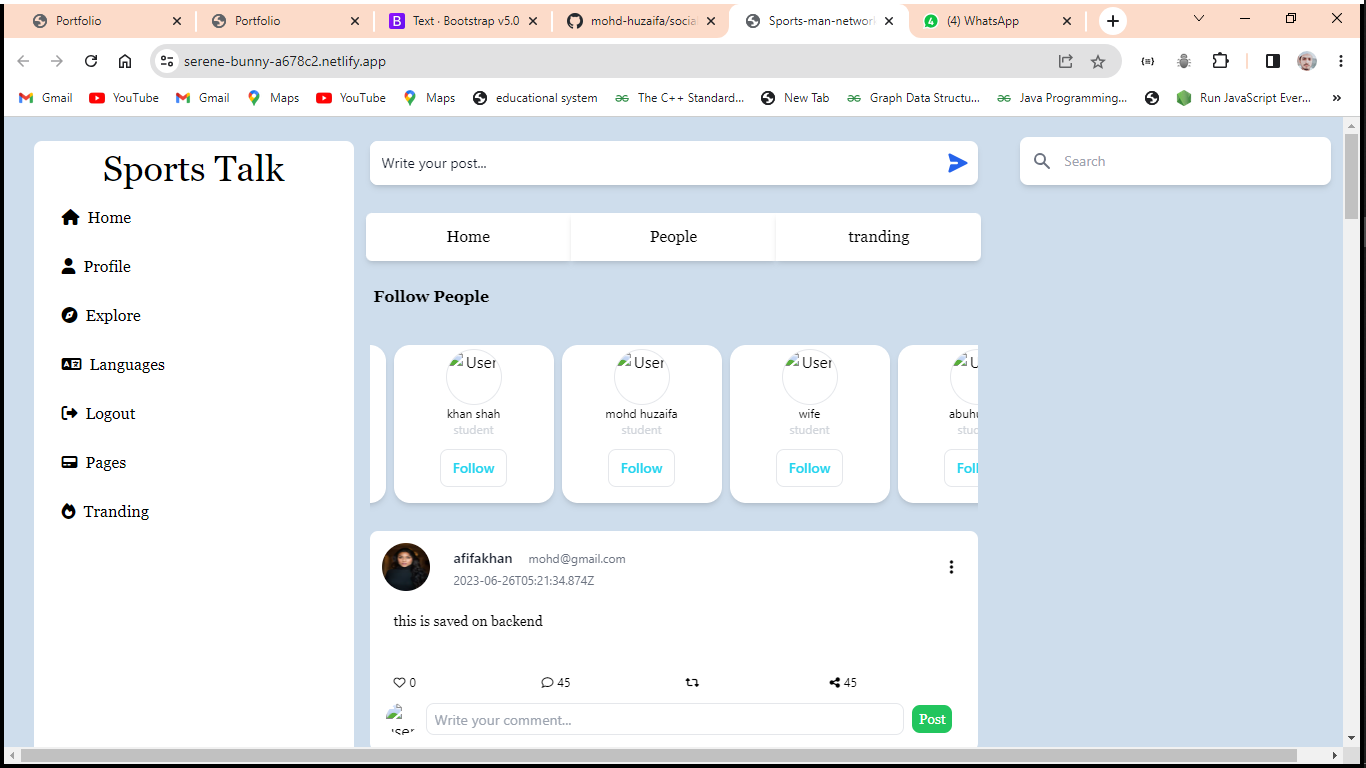 Portfolio
Portfolio
Text · Bootstrap v5.0
mohd-huzaifa/socia
Sports-man-network
(4) WhatsApp
serene-bunny-a678c2.netlify.app
Gmail
YouTube
Gmail
Maps
YouTube
Maps
educational system
The C++ Standard...
New Tab
Graph Data Structu...
Java Programming...
Run JavaScript Ever...
»
Sports Talk
Home
Profile
Explore
Languages
Logout
Pages
Tranding
Write your post...
Search
Home People tranding
Follow People
User User User U
khan shah mohd huzaifa wife abuhu
student student student stud
Follow Follow Follow Foll
afifakhan mohd@gmail.com
2023-06-26T05:21:34.874Z
this is saved on backend
0 45 45
User Write your comment... Post